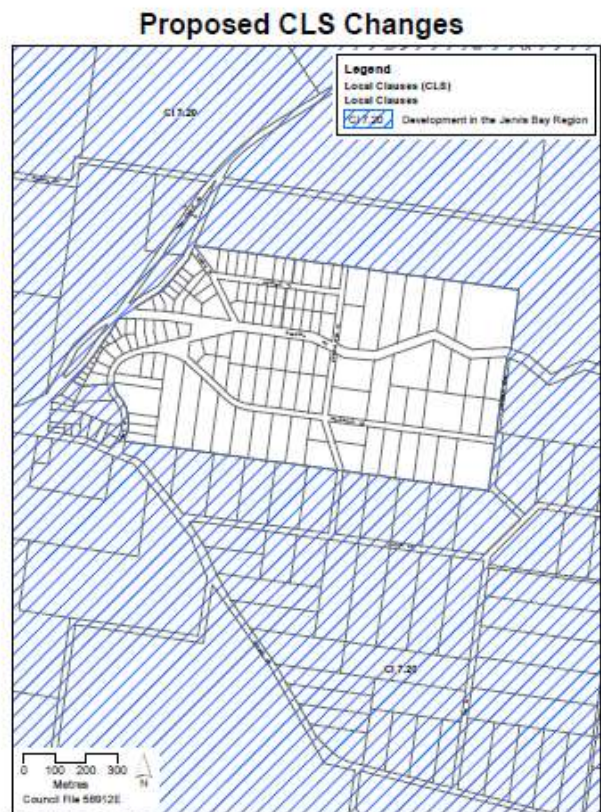 Proposed CLS Changes
Legend
Local Clauses (CLS)
Local Clauses
Cl 7.20 Development in the Jervis Bay Region
Cl 7.20
Cl 7.20
0 100 200 300
Metres
N
Council File 58912E